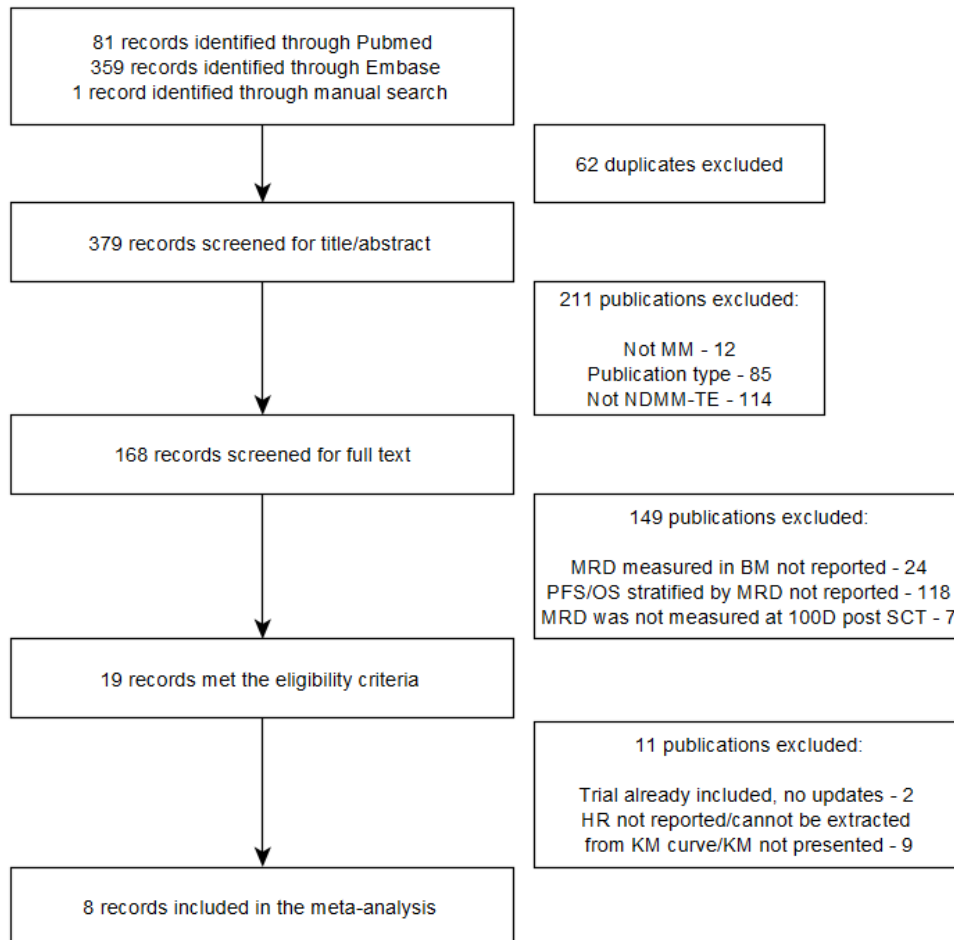 81 records identified through Pubmed
359 records identified through Embase
1 record identified through manual search
62 duplicates excluded
379 records screened for title/abstract
211 publications excluded:
Not MM - 12
Publication type - 85
Not NDMM-TE - 114
168 records screened for full text
149 publications excluded:
MRD measured in BM not reported - 24
PFS/OS stratified by MRD not reported - 118
MRD was not measured at 100D post SCT - 7
19 records met the eligibility criteria
11 publications excluded:
Trial already included, no updates - 2
HR not reported/cannot be extracted
from KM curve/KM not presented - 9
8 records included in the meta-analysis